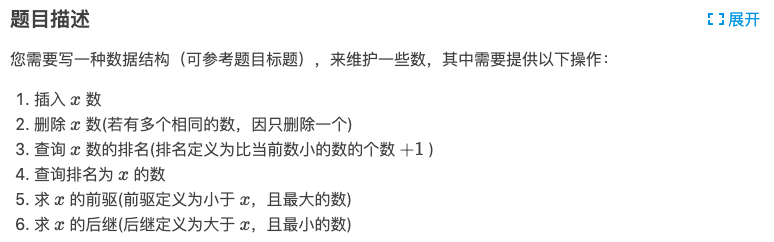 题目描述
展开
您需要写一种数据结构（可参考题目标题），来维护一些数，其中需要提供以下操作：
1. 插入 x 数
2. 删除 x 数(若有多个相同的数，因只删除一个)
3. 查询 x 数的排名(排名定义为比当前数小的数的个数 +1 )
4. 查询排名为 x 的数
5. 求 x 的前驱(前驱定义为小于 x，且最大的数)
6. 求 x 的后继(后继定义为大于 x，且最小的数)